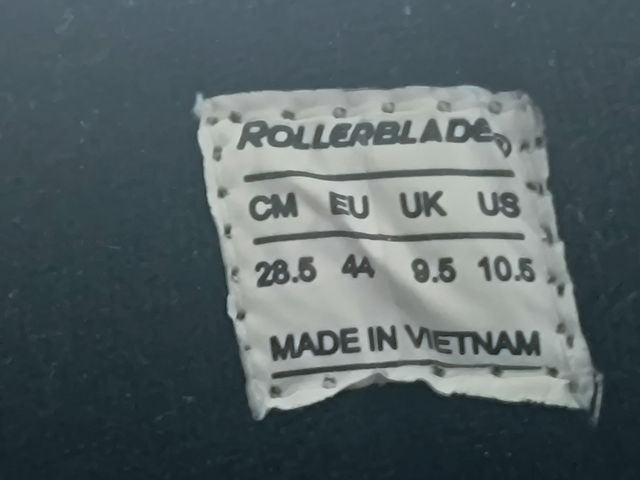 ROLLERBLADE
CM EU UK US
28.5 44 9.5 10.5
MADE IN VIETNAM